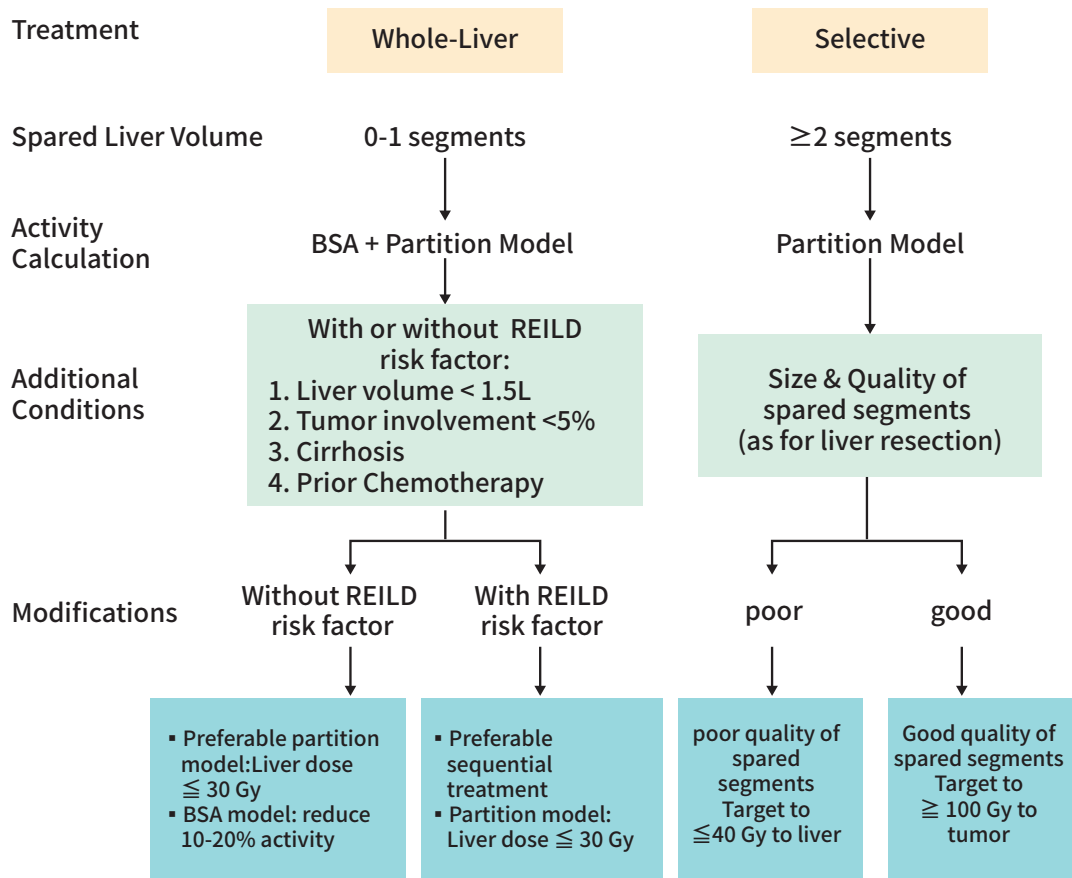 Treatment
Whole-Liver
Selective
Spared Liver Volume
0-1 segments
≥2 segments
Activity
Calculation
BSA + Partition Model
Partition Model
Additional
Conditions
With or without REILD
risk factor:
1. Liver volume < 1.5L
2. Tumor involvement <5%
3. Cirrhosis
4. Prior Chemotherapy
Size & Quality of
spared segments
(as for liver resection)
Modifications
Without REILD
risk factor
With REILD
risk factor
poor
good
▪ Preferable partition
model:Liver dose
≦ 30 Gy
▪ BSA model: reduce
10-20% activity
▪ Preferable
sequential
treatment
▪ Partition model:
Liver dose ≦ 30 Gy
poor quality of
spared
segments
Target to
≦40 Gy to liver
Good quality of
spared segments
Target to
≧ 100 Gy to
tumor